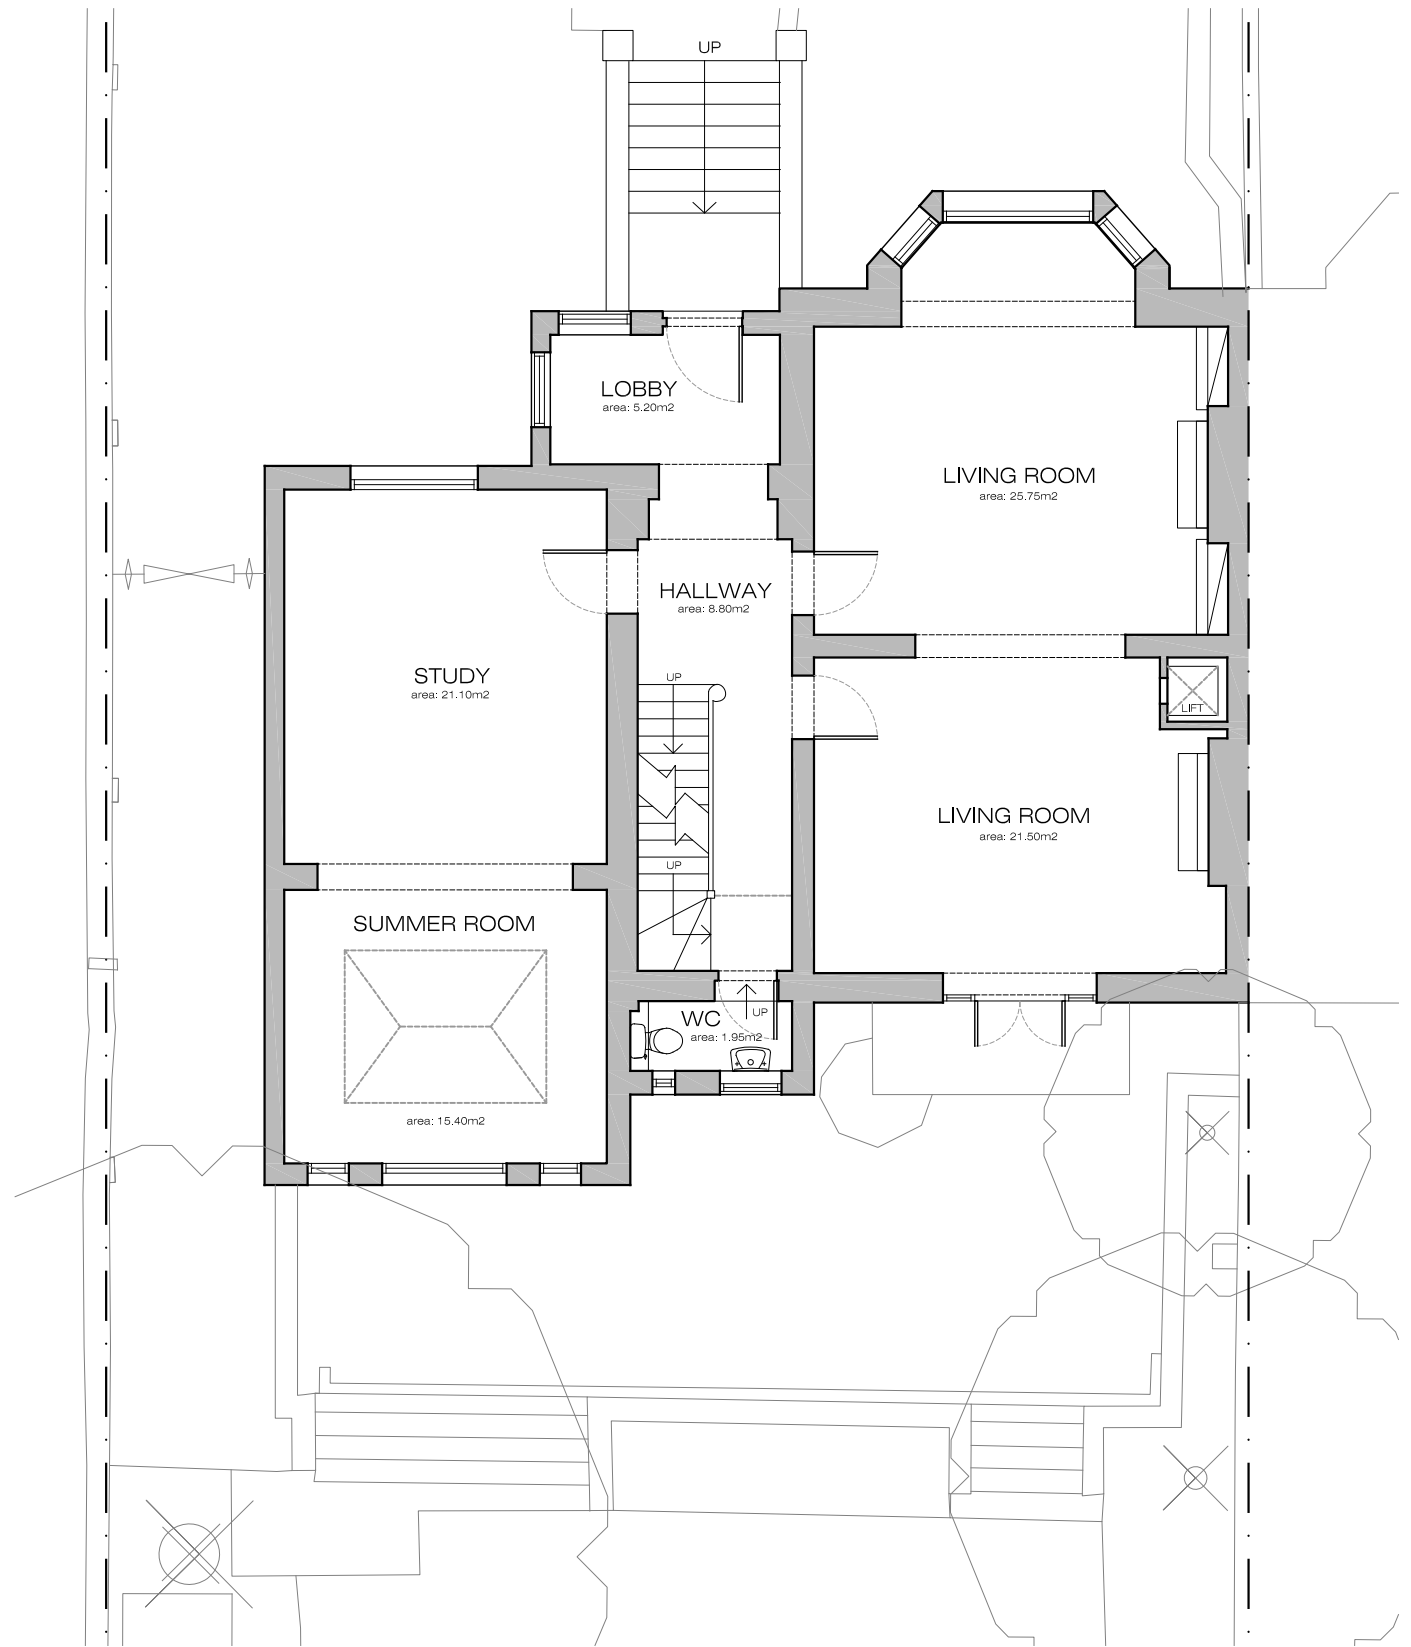 UP
LOBBY
area: 5.20m2
LIVING ROOM
area: 25.75m2
HALLWAY
area: 8.80m2
STUDY
area: 21.10m2
UP
LIFT
LIVING ROOM
area: 21.50m2
UP
SUMMER ROOM
area: 15.40m2
WC
UP
area: 1.95m2